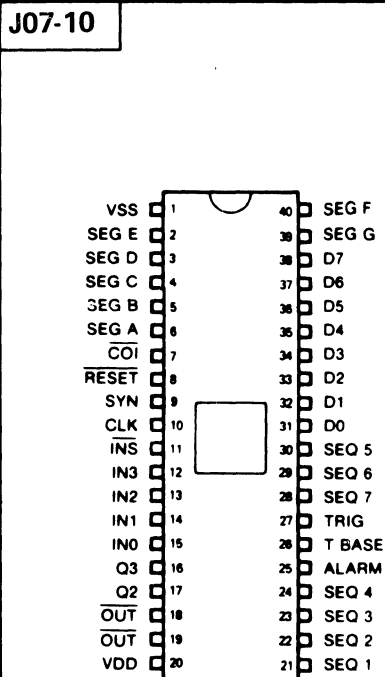 J07-10
VSS 1 40 SEG F
SEG E 2 39 SEG G
SEG D 3 38 D7
SEG C 4 37 D6
SEG B 5 36 D5
SEG A 6 35 D4
COI 7 34 D3
RESET 8 33 D2
SYN 9 32 D1
CLK 10 31 D0
INS 11 30 SEQ 5
IN3 12 29 SEQ 6
IN2 13 28 SEQ 7
IN1 14 27 TRIG
IN0 15 26 T BASE
Q3 16 25 ALARM
Q2 17 24 SEQ 4
OUT 18 23 SEQ 3
OUT 19 22 SEQ 2
VDD 20 21 SEQ 1